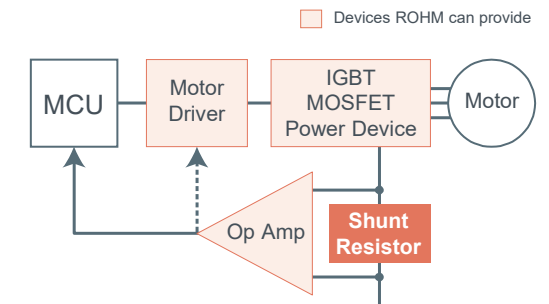 Devices ROHM can provide
MCU
Motor
Driver
IGBT
MOSFET
Power Device
Motor
Op Amp
Shunt
Resistor